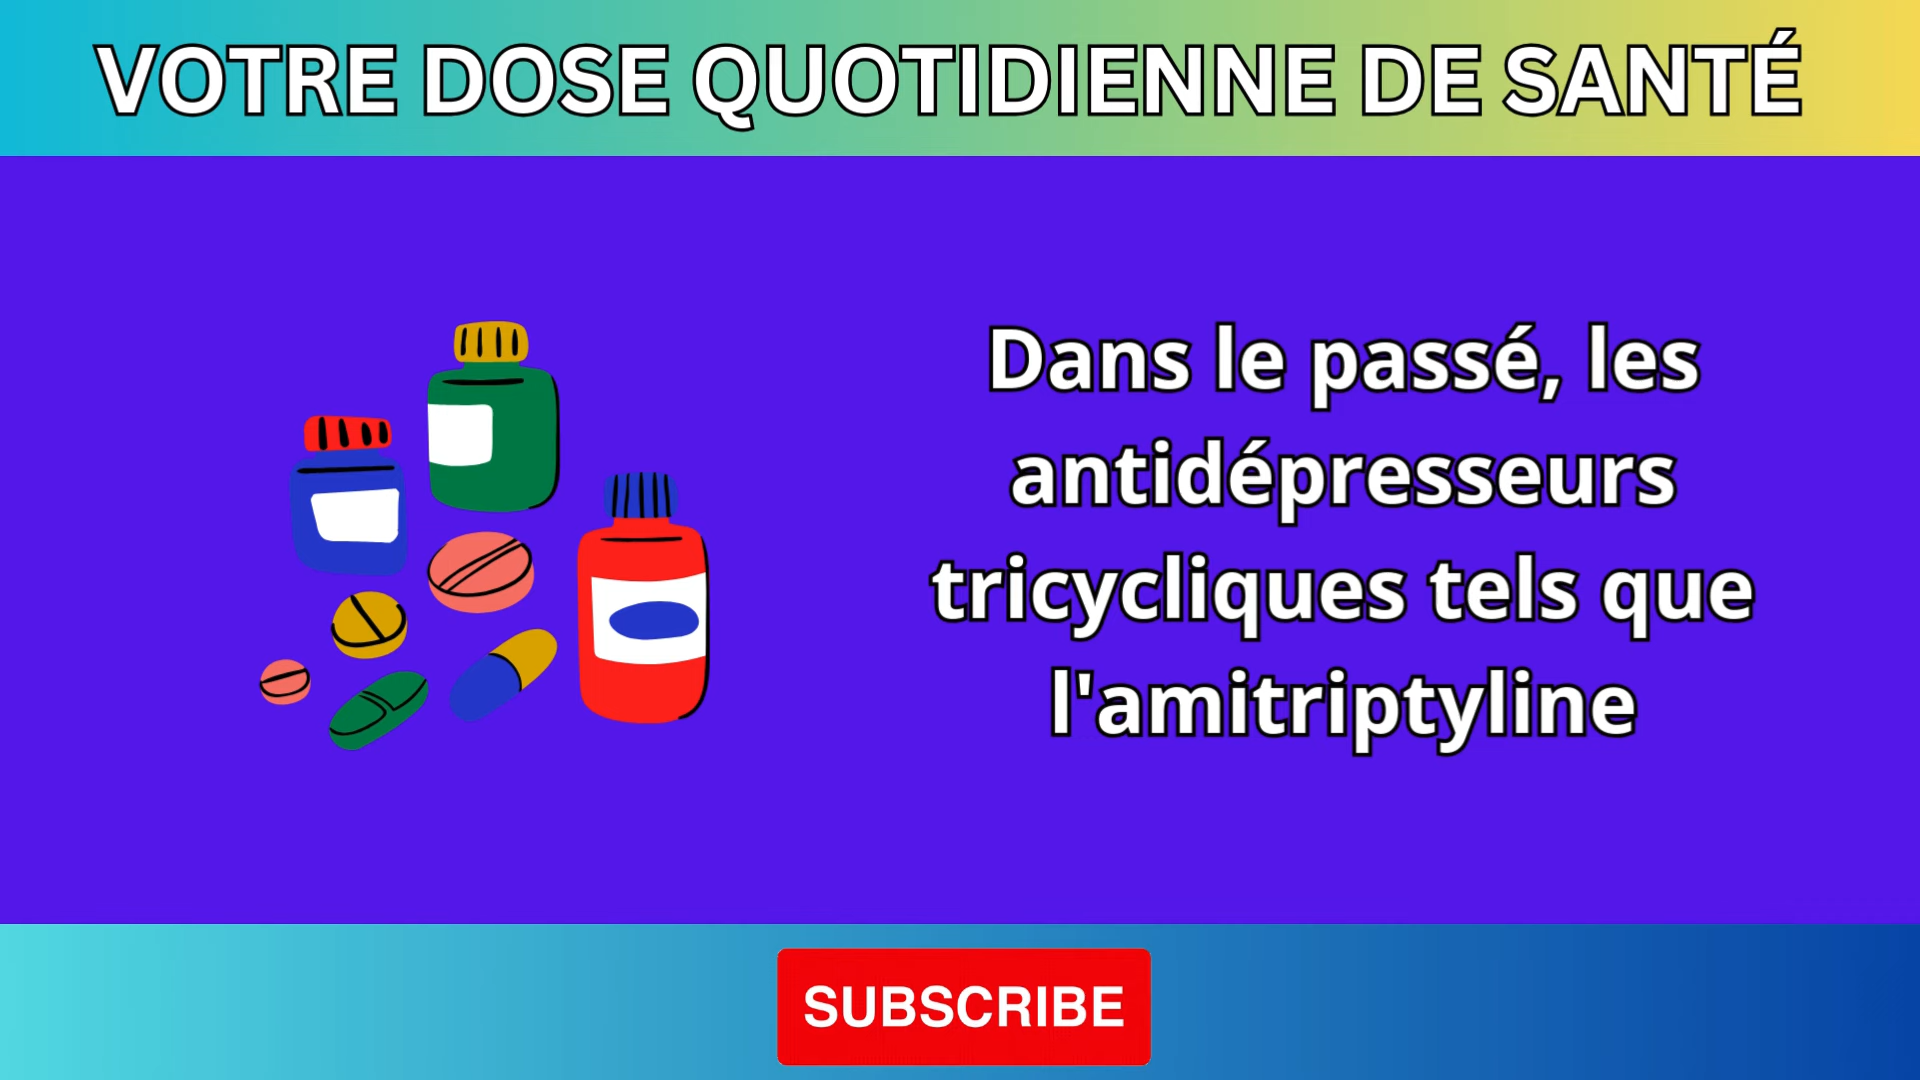 VOTRE DOSE QUOTIDIENNE DE SANTÉ
Dans le passé, les
antidépresseurs
tricycliques tels que
l'amitriptyline
SUBSCRIBE